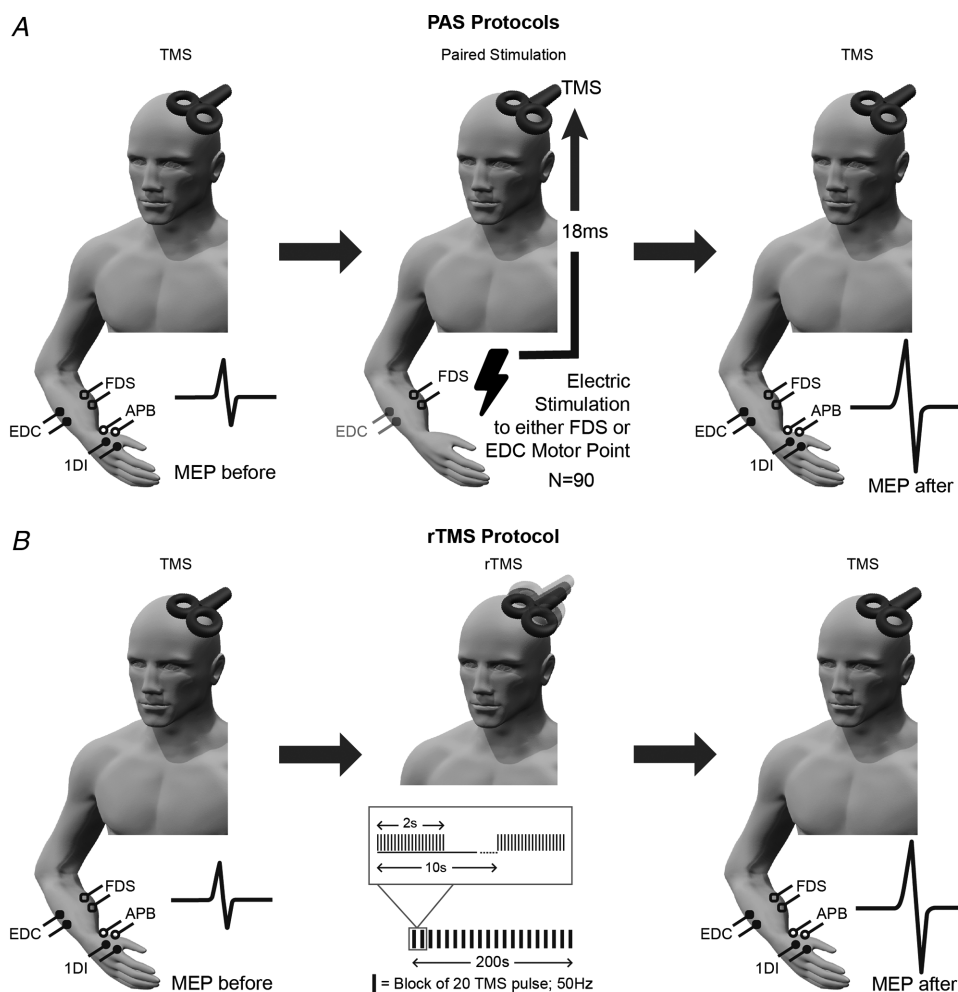 A
PAS Protocols
TMS
Paired Stimulation
TMS
TMS
18ms
FDS
APB
EDC
1DI
MEP before
FDS
EDC
Electric
Stimulation
to either FDS or
EDC Motor Point
N=90
FDS
APB
EDC
1DI
MEP after
B
rTMS Protocol
TMS
rTMS
TMS
FDS
APB
EDC
1DI
MEP before
2s
10s
200s
= Block of 20 TMS pulse; 50Hz
FDS
APB
EDC
1DI
MEP after